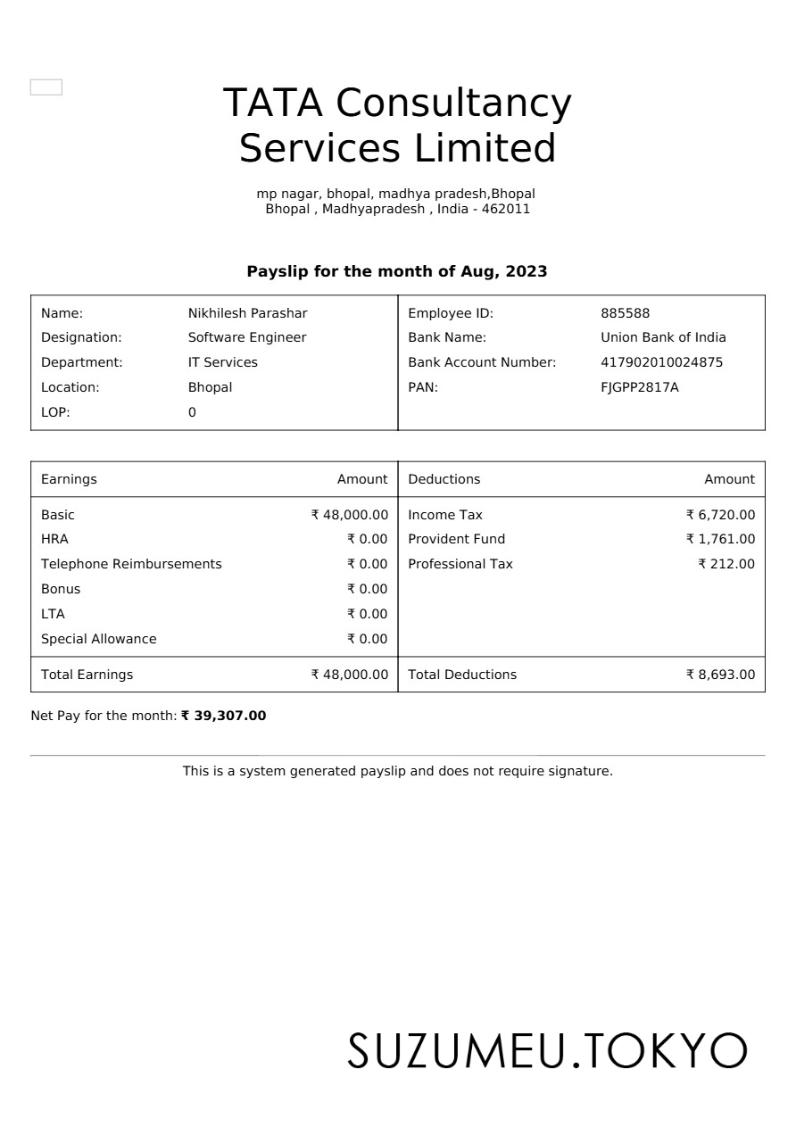 TATA Consultancy
Services Limited
mp nagar, bhopal, madhya pradesh,Bhopal
Bhopal , Madhyapradesh , India - 462011
Payslip for the month of Aug, 2023
Name: Nikhilesh Parashar Employee ID: 885588
Designation: Software Engineer Bank Name: Union Bank of India
Department: IT Services Bank Account Number: 417902010024875
Location: Bhopal PAN: FJGPP2817A
LOP: 0
Earnings Amount Deductions Amount
Basic ₹ 48,000.00 Income Tax ₹ 6,720.00
HRA ₹ 0.00 Provident Fund ₹ 1,761.00
Telephone Reimbursements ₹ 0.00 Professional Tax ₹ 212.00
Bonus ₹ 0.00
LTA ₹ 0.00
Special Allowance ₹ 0.00
Total Earnings ₹ 48,000.00 Total Deductions ₹ 8,693.00
Net Pay for the month: ₹ 39,307.00
This is a system generated payslip and does not require signature.
SUZUMEU.TOKYO